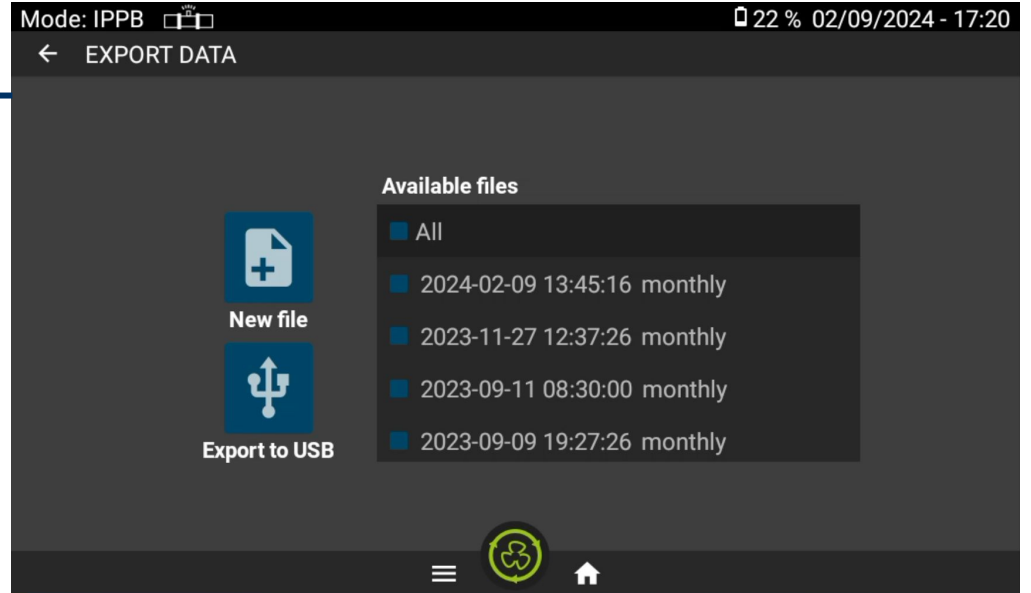 Mode: IPPB 22 % 02/09/2024 - 17:20
EXPORT DATA
Available files
All
2024-02-09 13:45:16 monthly
New file
2023-11-27 12:37:26 monthly
2023-09-11 08:30:00 monthly
2023-09-09 19:27:26 monthly
Export to USB